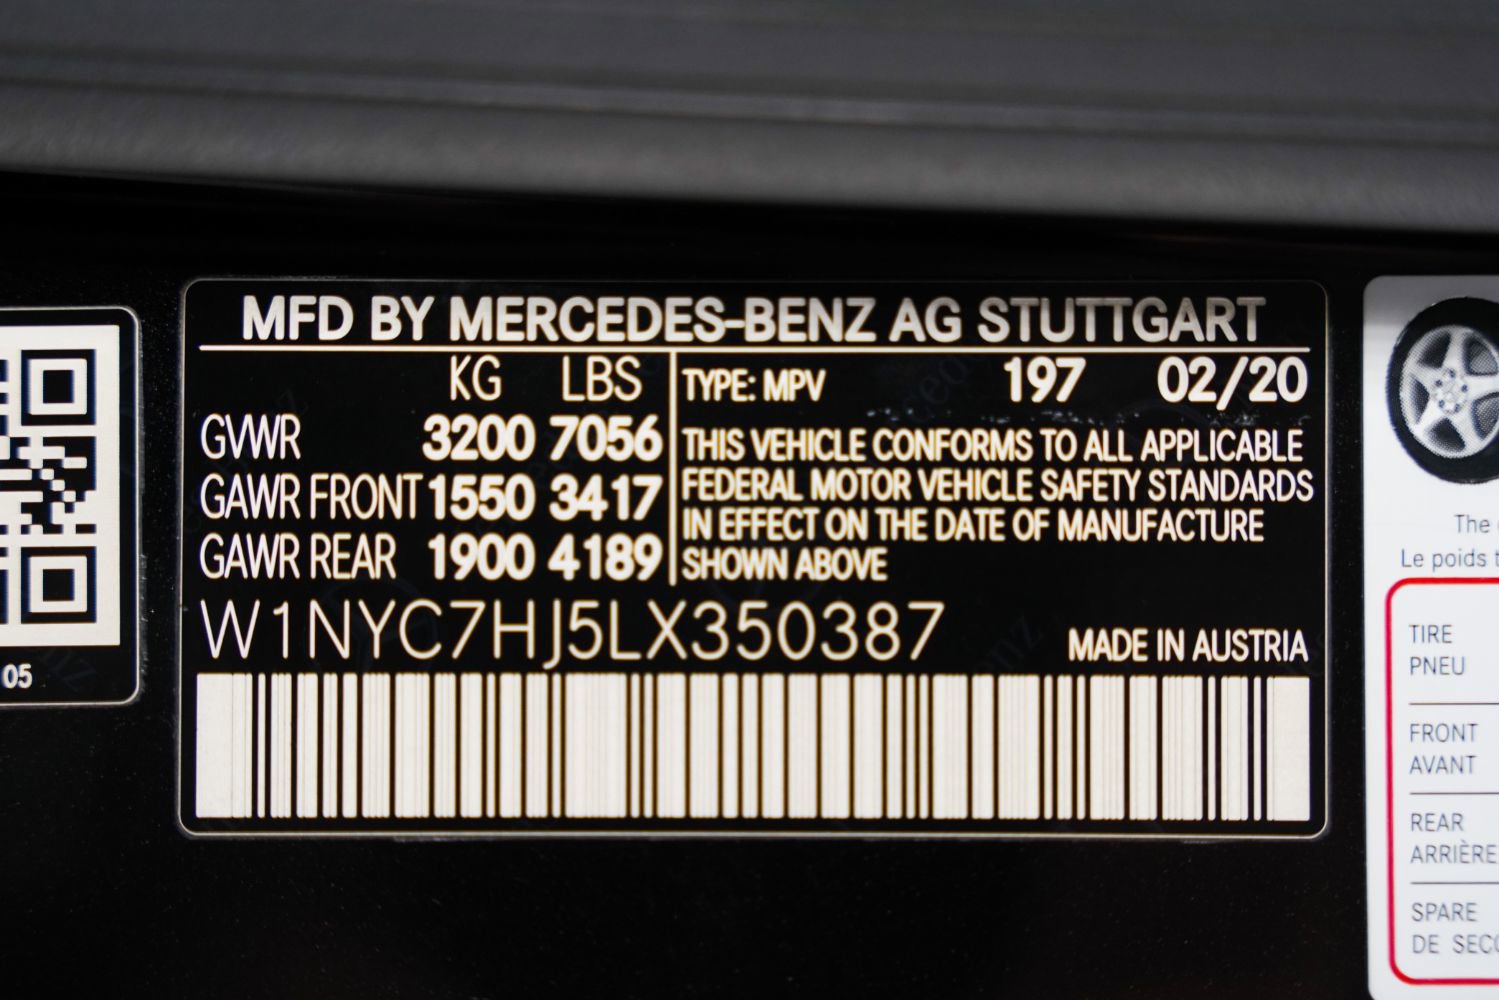 MFD BY MERCEDES-BENZ AG STUTTGART
KG LBS
GVWR 3200 7056
GAWR FRONT 1550 3417
GAWR REAR 1900 4189
TYPE: MPV 197 02/20
THIS VEHICLE CONFORMS TO ALL APPLICABLE
FEDERAL MOTOR VEHICLE SAFETY STANDARDS
IN EFFECT ON THE DATE OF MANUFACTURE
SHOWN ABOVE
W1NYC7HJ5LX350387
MADE IN AUSTRIA
05
The
Le poids
TIRE
PNEU
FRONT
AVANT
REAR
ARRIÈRE
SPARE
DE